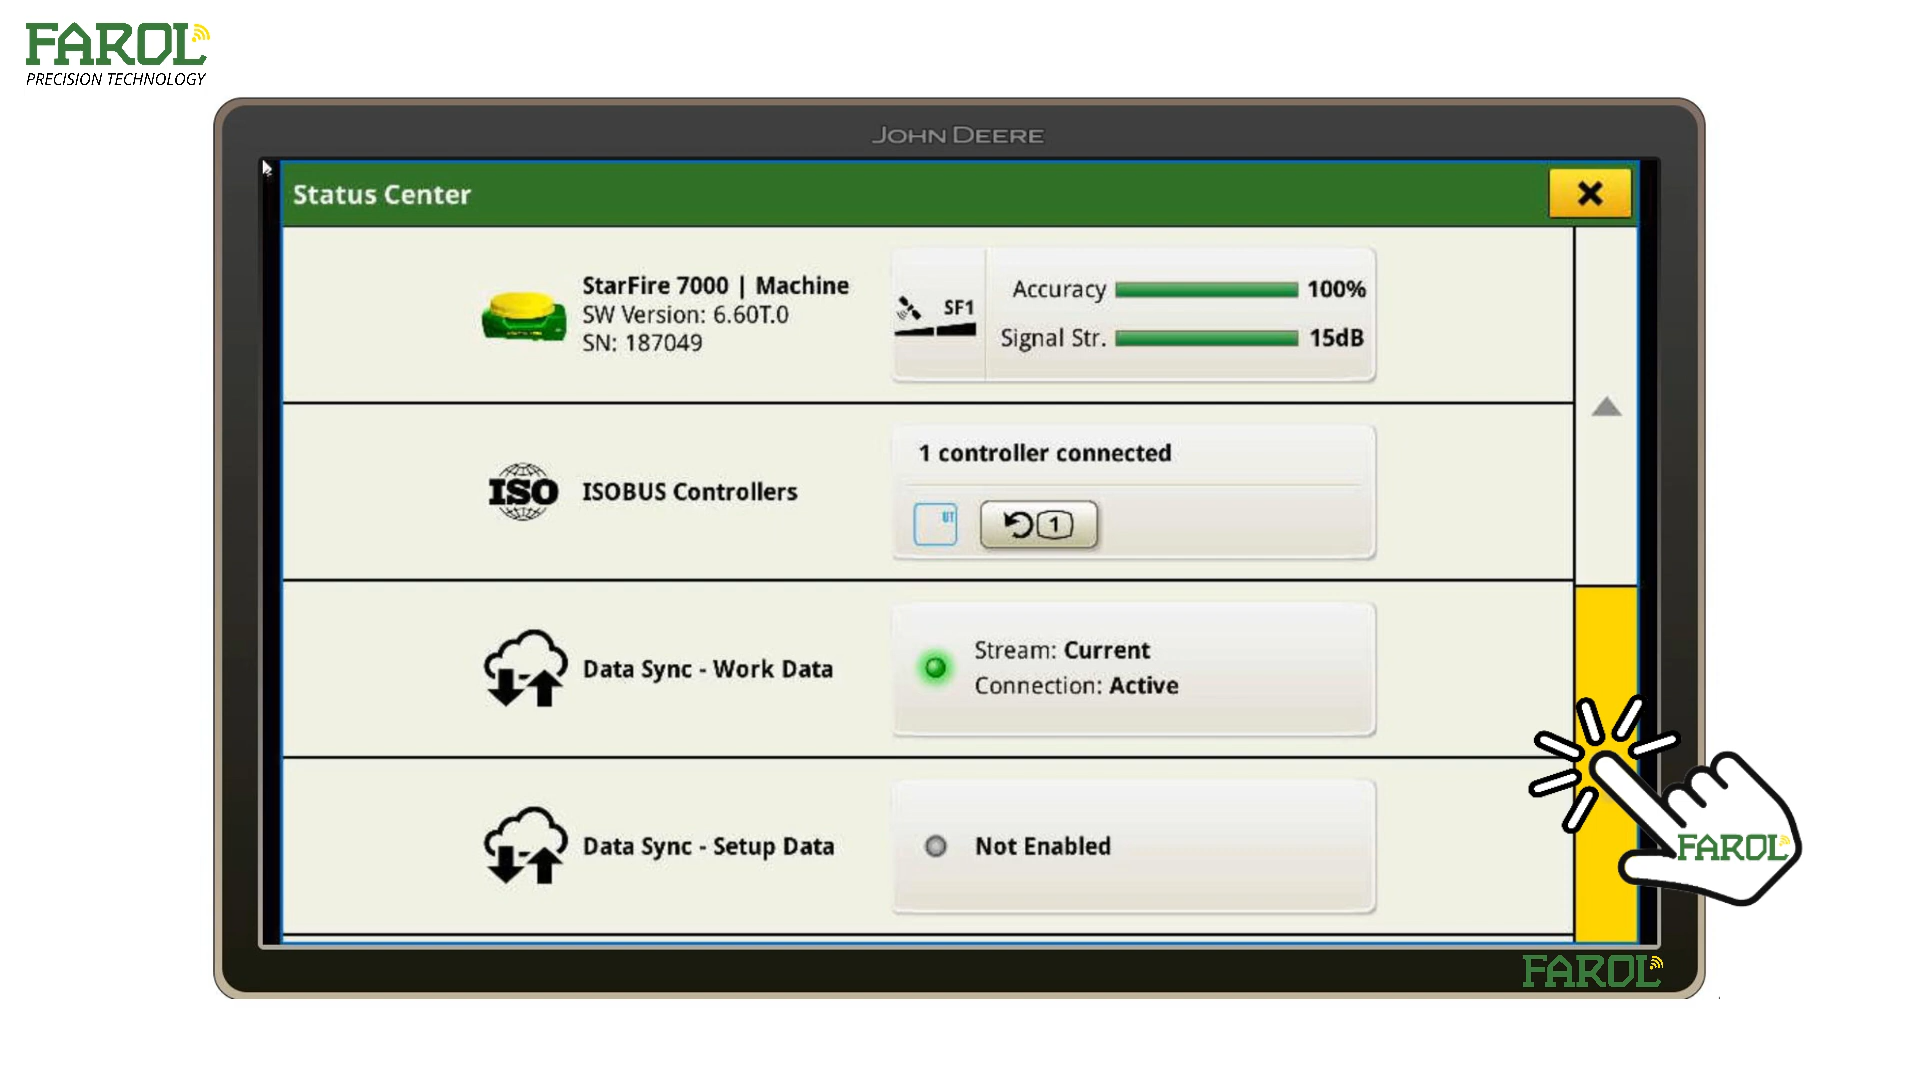 FAROL
PRECISION TECHNOLOGY
JOHN DEERE
Status Center
StarFire 7000 | Machine
SW Version: 6.60T.0
SN: 187049
SF1
Accuracy 100%
Signal Str. 15dB
ISO
ISOBUS Controllers
1 controller connected
UT
1
Data Sync - Work Data
Stream: Current
Connection: Active
Data Sync - Setup Data
Not Enabled
FAROL
FAROL